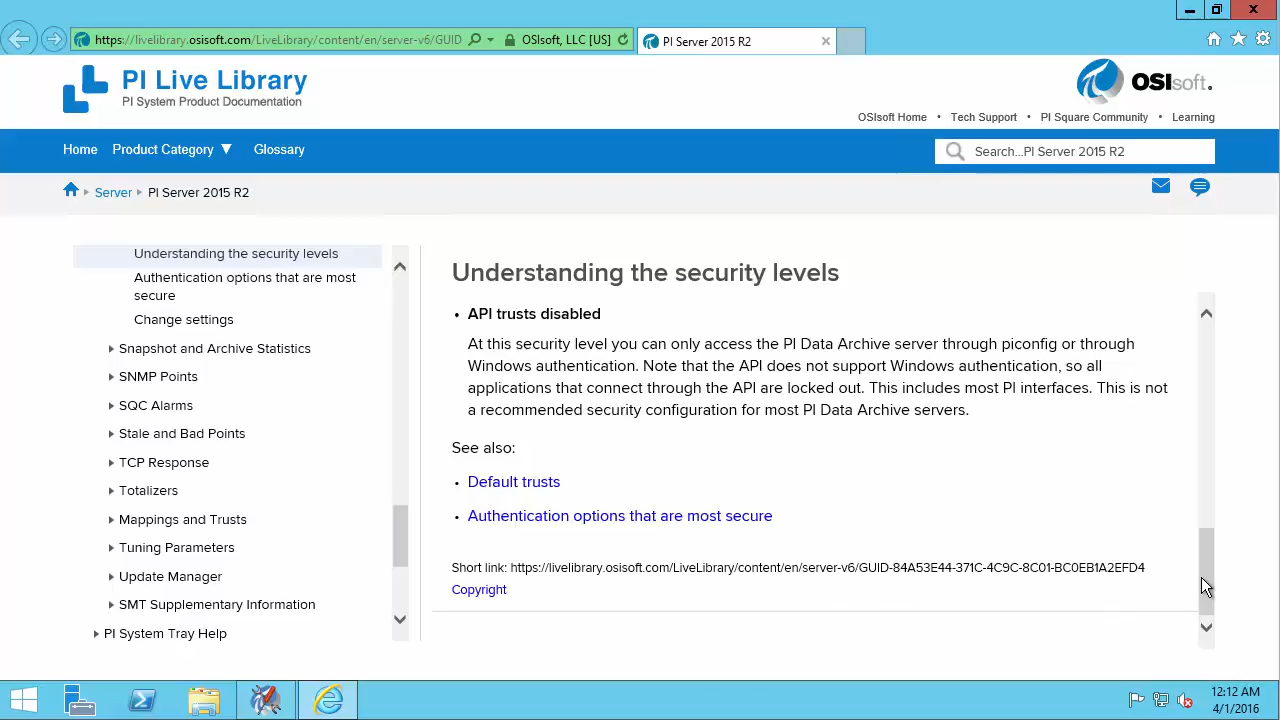 https://livelibrary.osisoft.com/LiveLibrary/content/en/server-v6/GUID
OSIsoft, LLC [US]
PI Server 2015 R2
PI Live Library
PI System Product Documentation
OSIsoft.
OSIsoft Home • Tech Support • PI Square Community • Learning
Home Product Category ▼ Glossary
Search...PI Server 2015 R2
Server PI Server 2015 R2
Understanding the security levels
Authentication options that are most
secure
Change settings
Snapshot and Archive Statistics
SNMP Points
SQC Alarms
Stale and Bad Points
TCP Response
Totalizers
Mappings and Trusts
Tuning Parameters
Update Manager
SMT Supplementary Information
PI System Tray Help
Understanding the security levels
• API trusts disabled
At this security level you can only access the PI Data Archive server through piconfig or through
Windows authentication. Note that the API does not support Windows authentication, so all
applications that connect through the API are locked out. This includes most PI interfaces. This is not
a recommended security configuration for most PI Data Archive servers.
See also:
• Default trusts
• Authentication options that are most secure
Short link: https://livelibrary.osisoft.com/LiveLibrary/content/en/server-v6/GUID-84A53E44-371C-4C9C-8C01-BC0EB1A2EFD4
Copyright
12:12 AM
4/1/2016